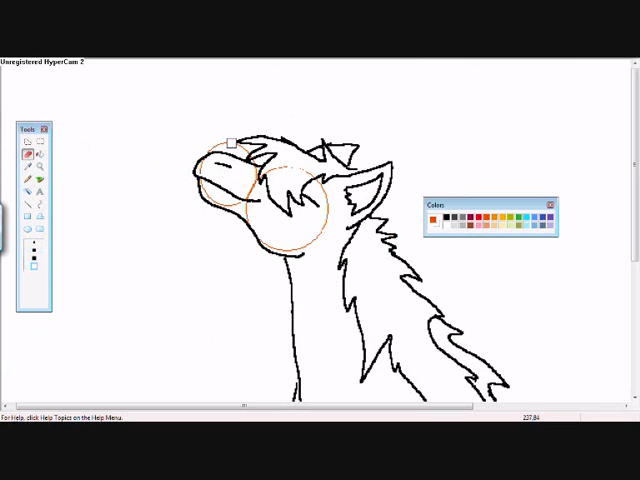 Unregistered HyperCam 2
Tools
Colors
For Help, click Help Topics on the Help Menu.
237,84